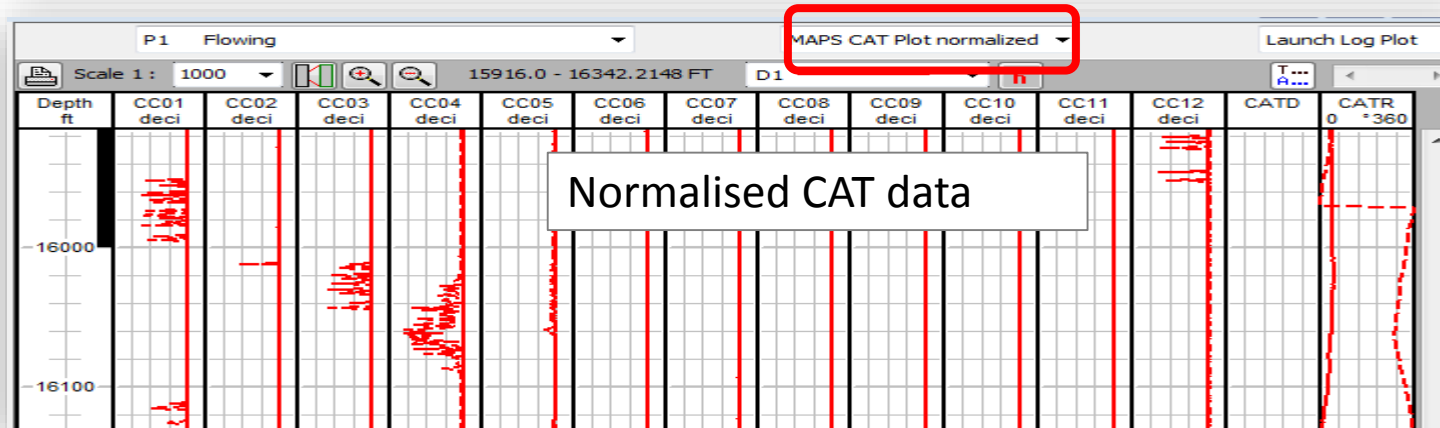 P1 Flowing MAPS CAT Plot normalized Launch Log Plot
Scale 1 : 1000 15916.0 - 16342.2148 FT D1 n T... A...
Depth CC01 CC02 CC03 CC04 CC05 CC06 CC07 CC08 CC09 CC10 CC11 CC12 CATD CATR
ft deci deci deci deci deci deci deci deci deci deci deci deci 0 °360
Normalised CAT data
16000
16100